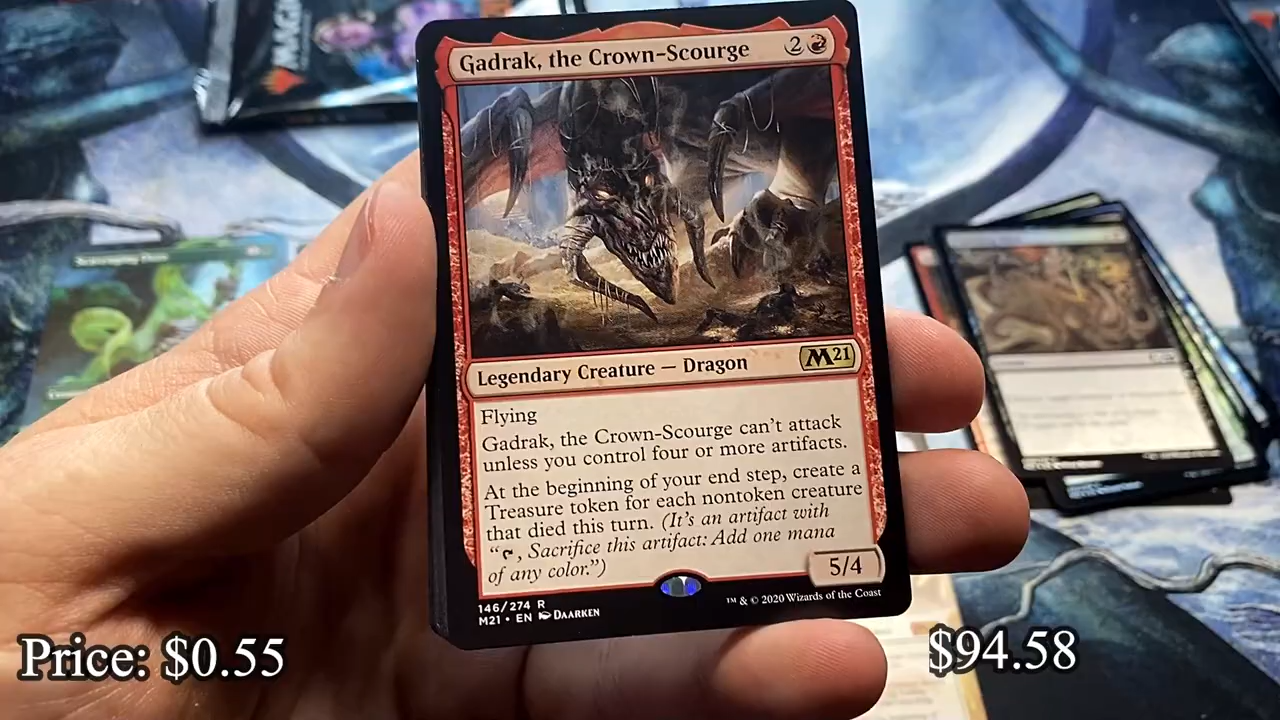 Gadrak, the Crown-Scourge 2
Legendary Creature — Dragon M21
Flying
Gadrak, the Crown-Scourge can't attack
unless you control four or more artifacts.
At the beginning of your end step, create a
Treasure token for each nontoken creature
that died this turn. (It's an artifact with
", Sacrifice this artifact: Add one mana
of any color.")
5/4
146/274 R
M21 • EN DAARKEN
™ & © 2020 Wizards of the Coast
Price: $0.55
$94.58